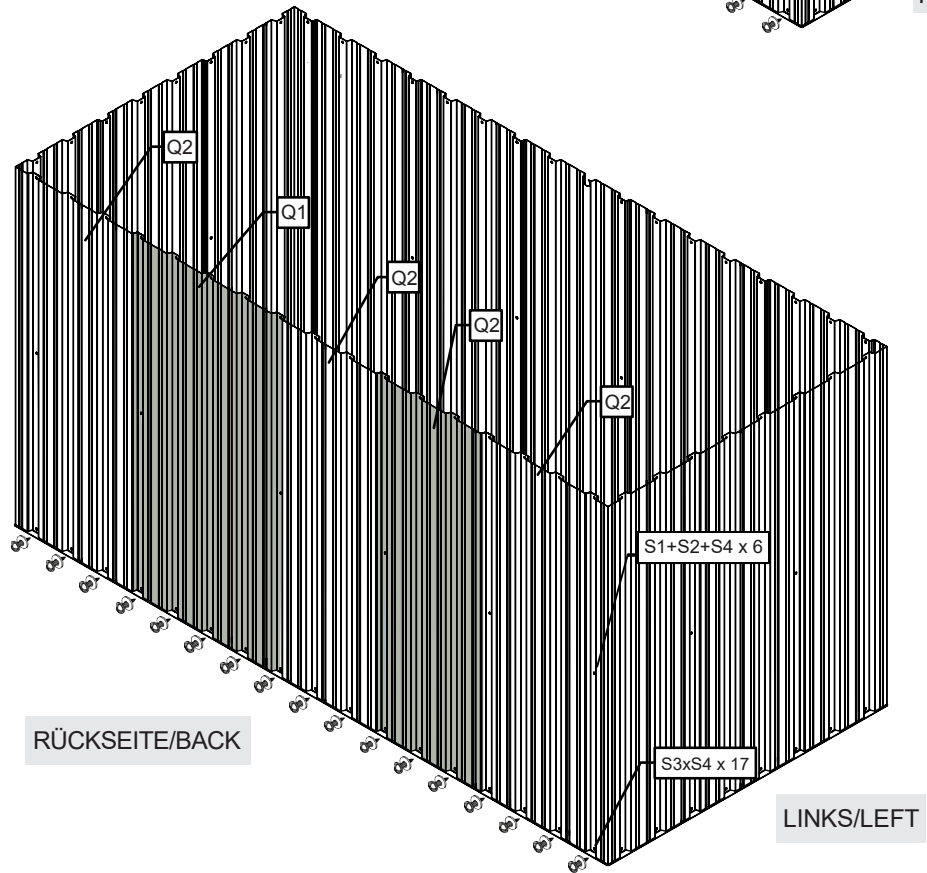 Q2
Q1
Q2
Q2
Q2
S1+S2+S4 x 6
S3xS4 x 17
RÜCKSEITE/BACK
LINKS/LEFT